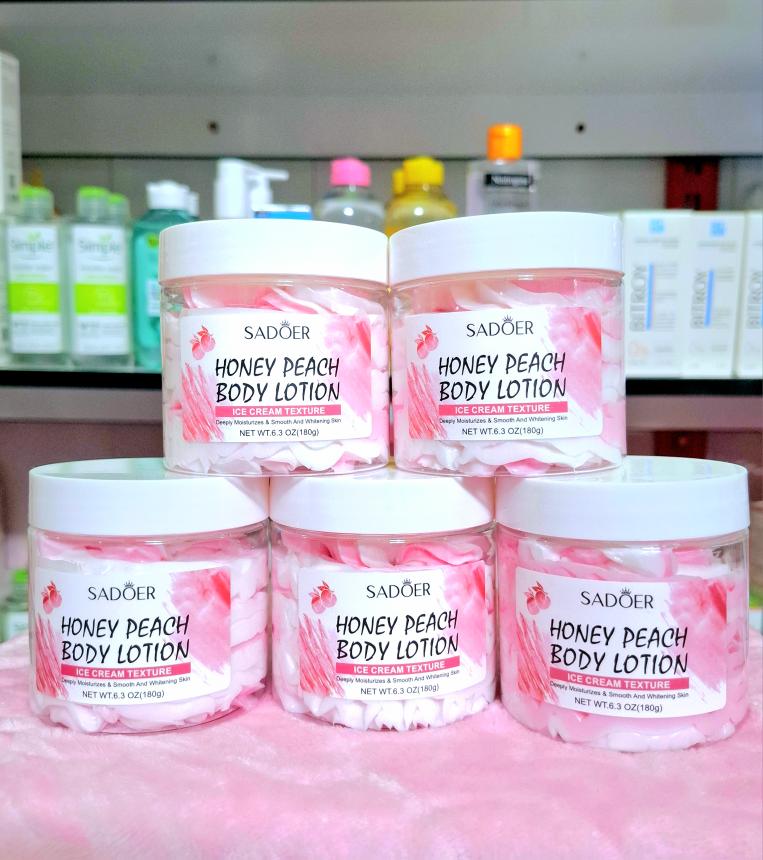 Simple
Simple
Neutrogena
BITROY
BITROY
SADOER
HONEY PEACH
BODY LOTION
ICE CREAM TEXTURE
Deeply Moisturizes & Smooth And Whitening Skin
NET WT.6.3 OZ(180g)
SADOER
HONEY PEACH
BODY LOTION
ICE CREAM TEXTURE
Deeply Moisturizes & Smooth And Whitening Skin
NET WT.6.3 OZ(180g)
SADOER
HONEY PEACH
BODY LOTION
ICE CREAM TEXTURE
Deeply Moisturizes & Smooth And Whitening Skin
NET WT.6.3 OZ(180g)
SADOER
HONEY PEACH
BODY LOTION
ICE CREAM TEXTURE
Deeply Moisturizes & Smooth And Whitening Skin
NET WT.6.3 OZ(180g)
SADOER
HONEY PEACH
BODY LOTION
ICE CREAM TEXTURE
Deeply Moisturizes & Smooth And Whitening Skin
NET WT.6.3 OZ(180g)